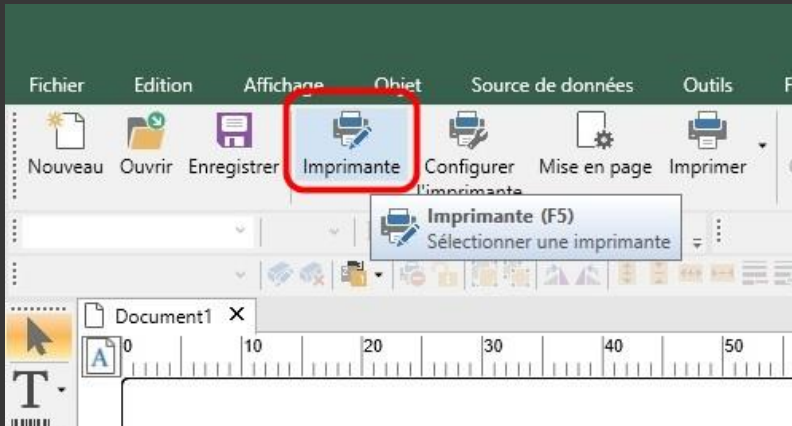 Fichier Edition Affichage Objet Source de données Outils
Nouveau Ouvrir Enregistrer Imprimante Configurer l'imprimante Mise en page Imprimer
Imprimante (F5)
Sélectionner une imprimante
Document1 X
A 0 10 20 30 40 50
T